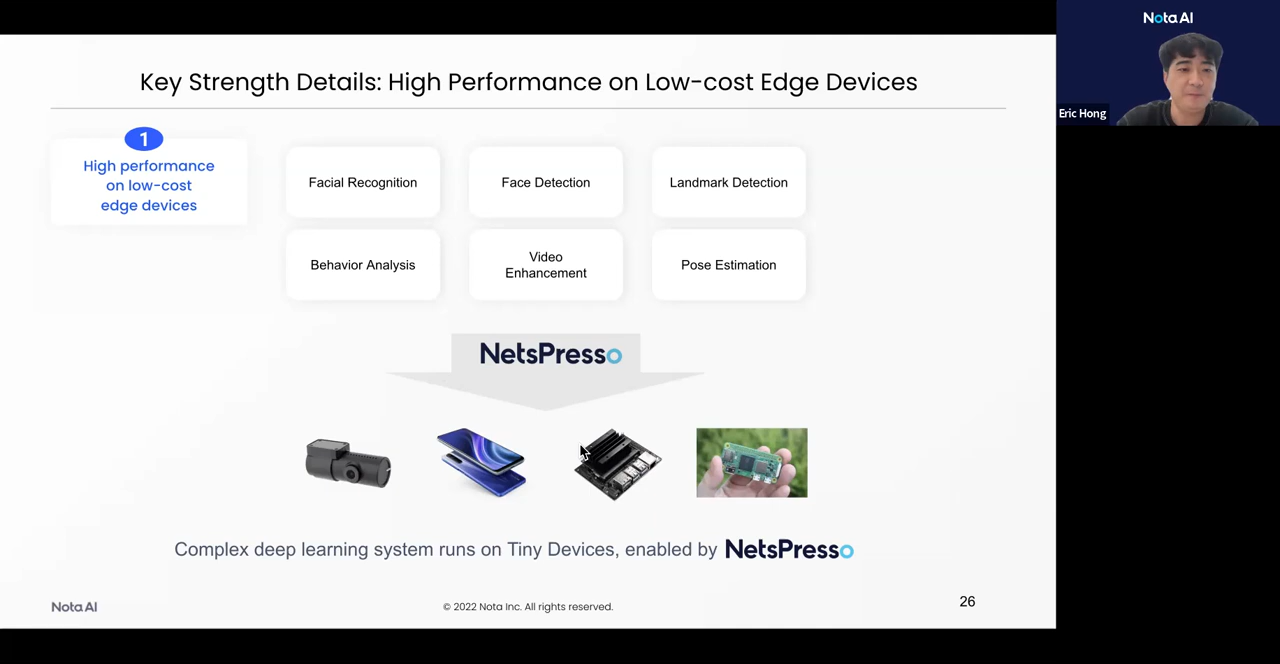 Key Strength Details: High Performance on Low-cost Edge Devices
1
High performance
on low-cost
edge devices
Facial Recognition
Face Detection
Landmark Detection
Behavior Analysis
Video
Enhancement
Pose Estimation
NetsPresso
Complex deep learning system runs on Tiny Devices, enabled by NetsPresso
Nota AI
© 2022 Nota Inc. All rights reserved.
26
Nota AI
Eric Hong